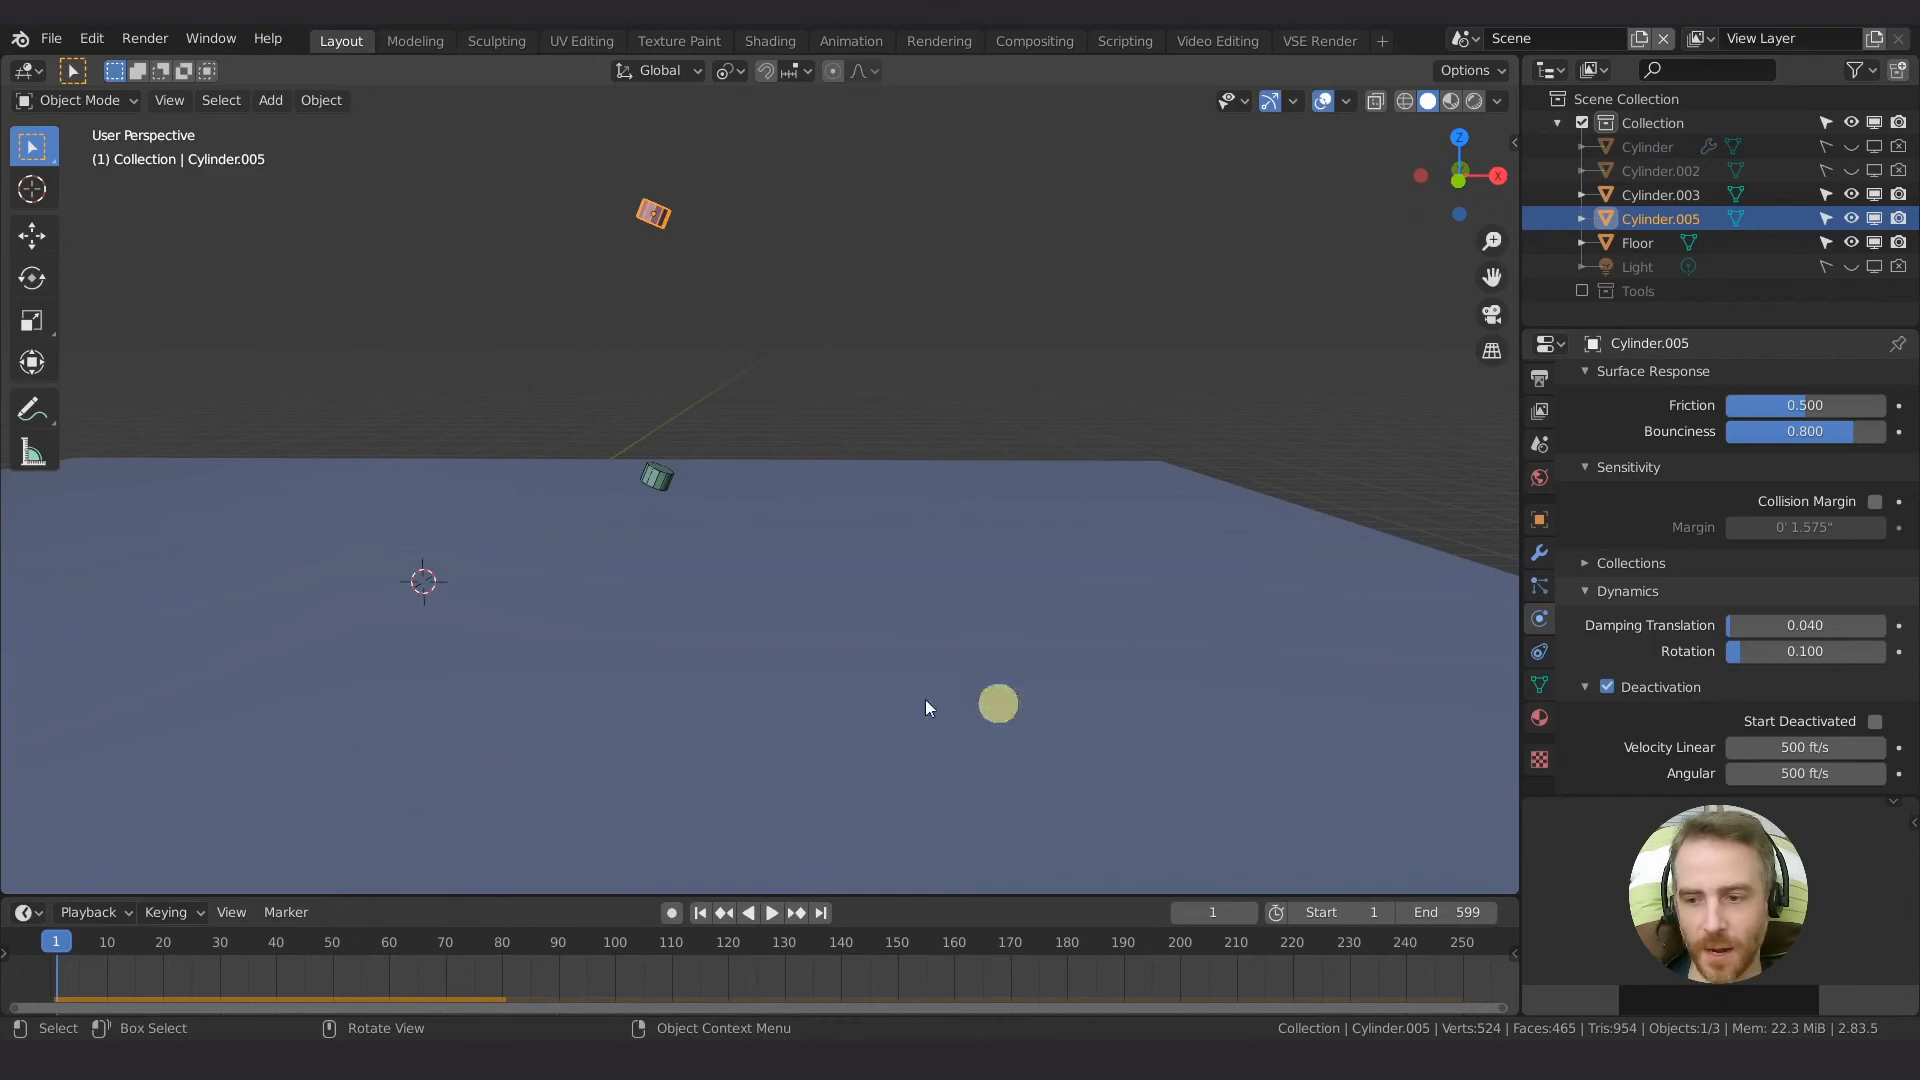 File Edit Render Window Help Layout Modeling Sculpting UV Editing Texture Paint Shading Animation Rendering Compositing Scripting Video Editing VSE Render + Scene View Layer
Global Options
Object Mode View Select Add Object
User Perspective
(1) Collection | Cylinder.005
Z
X
Scene Collection
Collection
Cylinder
Cylinder.002
Cylinder.003
Cylinder.005
Floor
Light
Tools
Cylinder.005
Surface Response
Friction 0.500
Bounciness 0.800
Sensitivity
Collision Margin
Margin 0' 1.575"
Collections
Dynamics
Damping Translation 0.040
Rotation 0.100
Deactivation
Start Deactivated
Velocity Linear 500 ft/s
Angular 500 ft/s
Playback Keying View Marker 1 Start 1 End 599
1 10 20 30 40 50 60 70 80 90 100 110 120 130 140 150 160 170 180 190 200 210 220 230 240 250
Select Box Select Rotate View Object Context Menu Collection | Cylinder.005 | Verts:524 | Faces:465 | Tris:954 | Objects:1/3 | Mem: 22.3 MiB | 2.83.5